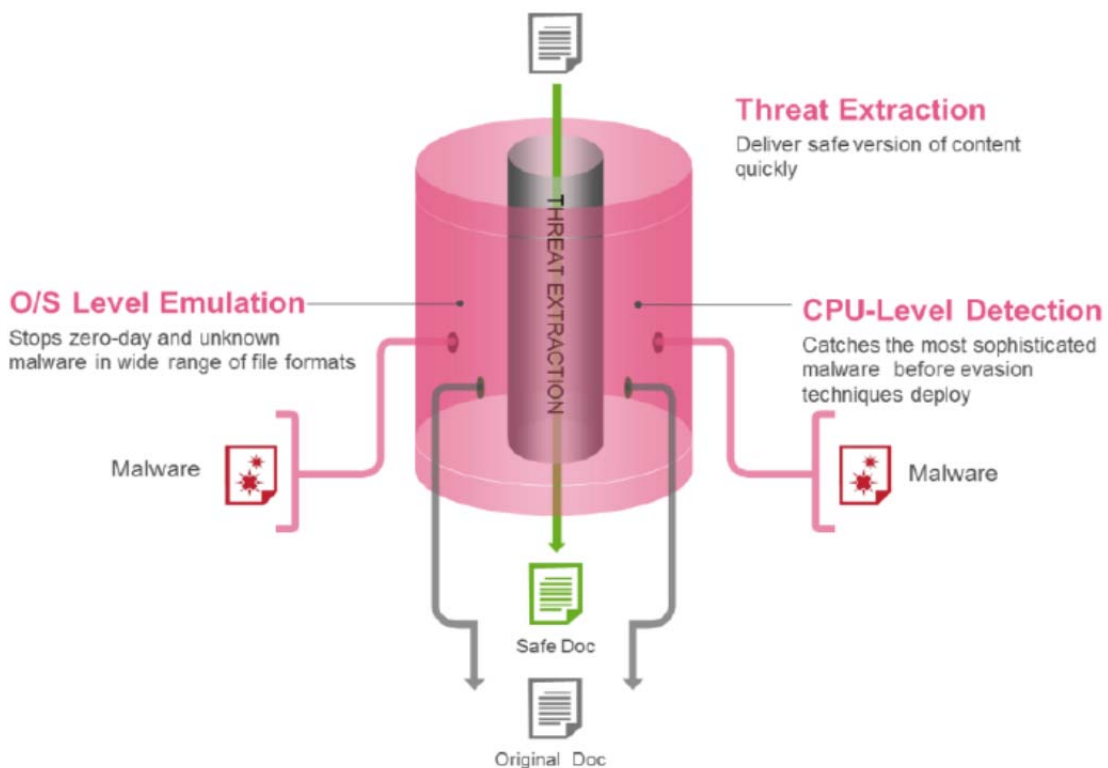 Threat Extraction
Deliver safe version of content
quickly
THREAT EXTRACTION
O/S Level Emulation
Stops zero-day and unknown
malware in wide range of file formats
CPU-Level Detection
Catches the most sophisticated
malware before evasion
techniques deploy
Malware
Malware
Safe Doc
Original Doc